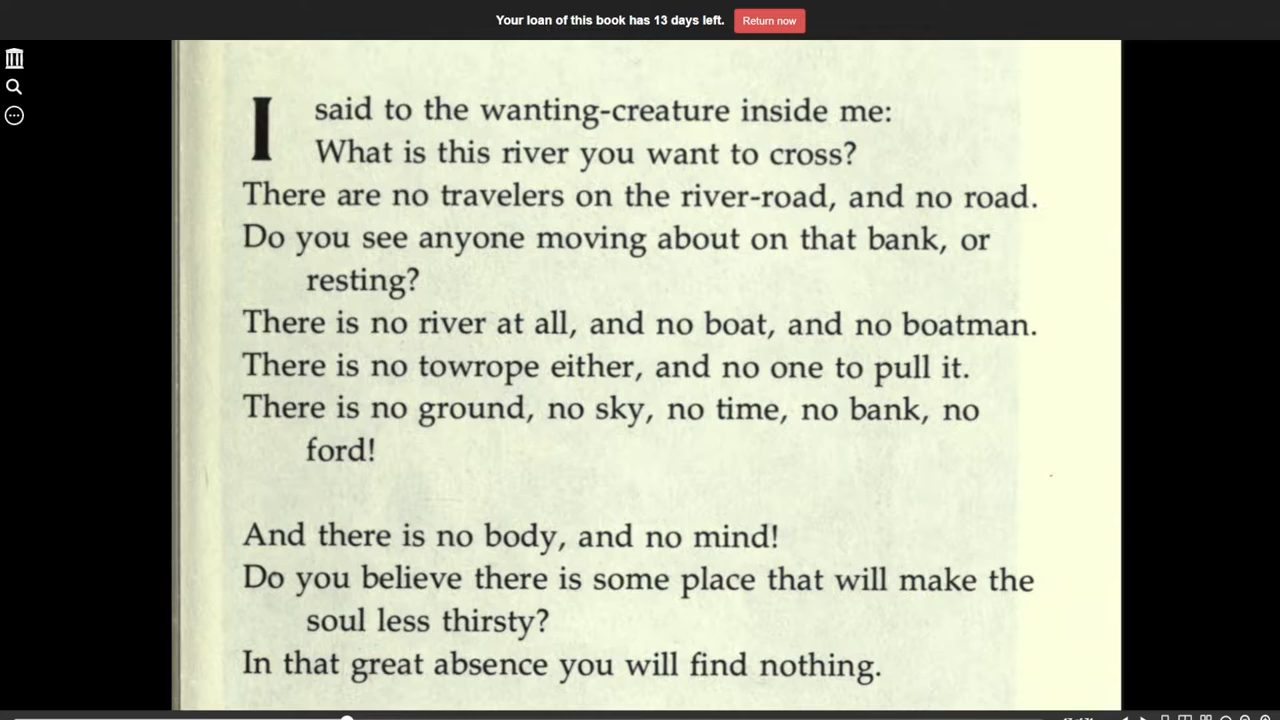 Your loan of this book has 13 days left. Return now
I said to the wanting-creature inside me:
What is this river you want to cross?
There are no travelers on the river-road, and no road.
Do you see anyone moving about on that bank, or
resting?
There is no river at all, and no boat, and no boatman.
There is no towrope either, and no one to pull it.
There is no ground, no sky, no time, no bank, no
ford!
And there is no body, and no mind!
Do you believe there is some place that will make the
soul less thirsty?
In that great absence you will find nothing.